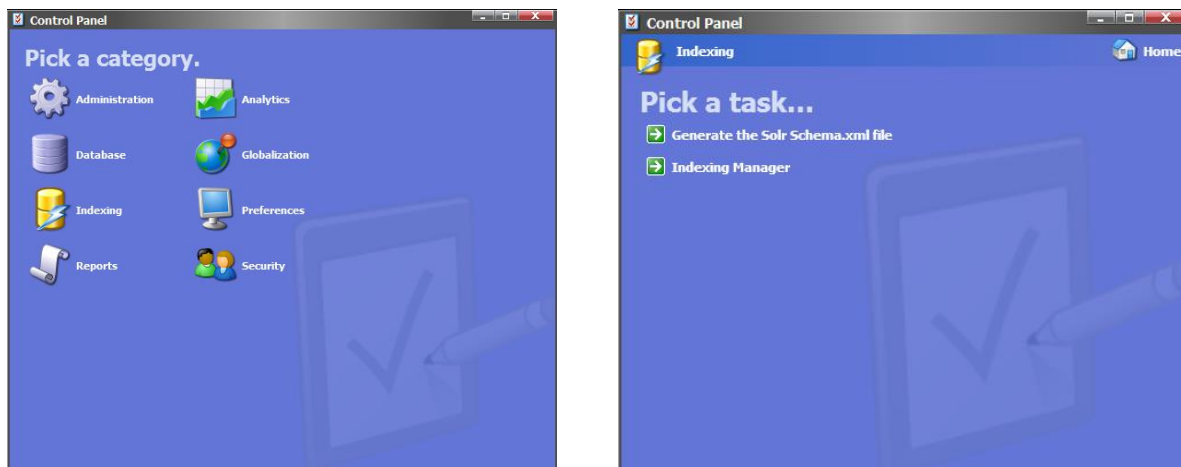 Control Panel
Pick a category.
Administration
Analytics
Database
Globalization
Indexing
Preferences
Reports
Security
Control Panel
Indexing
Home
Pick a task...
Generate the Solr Schema.xml file
Indexing Manager